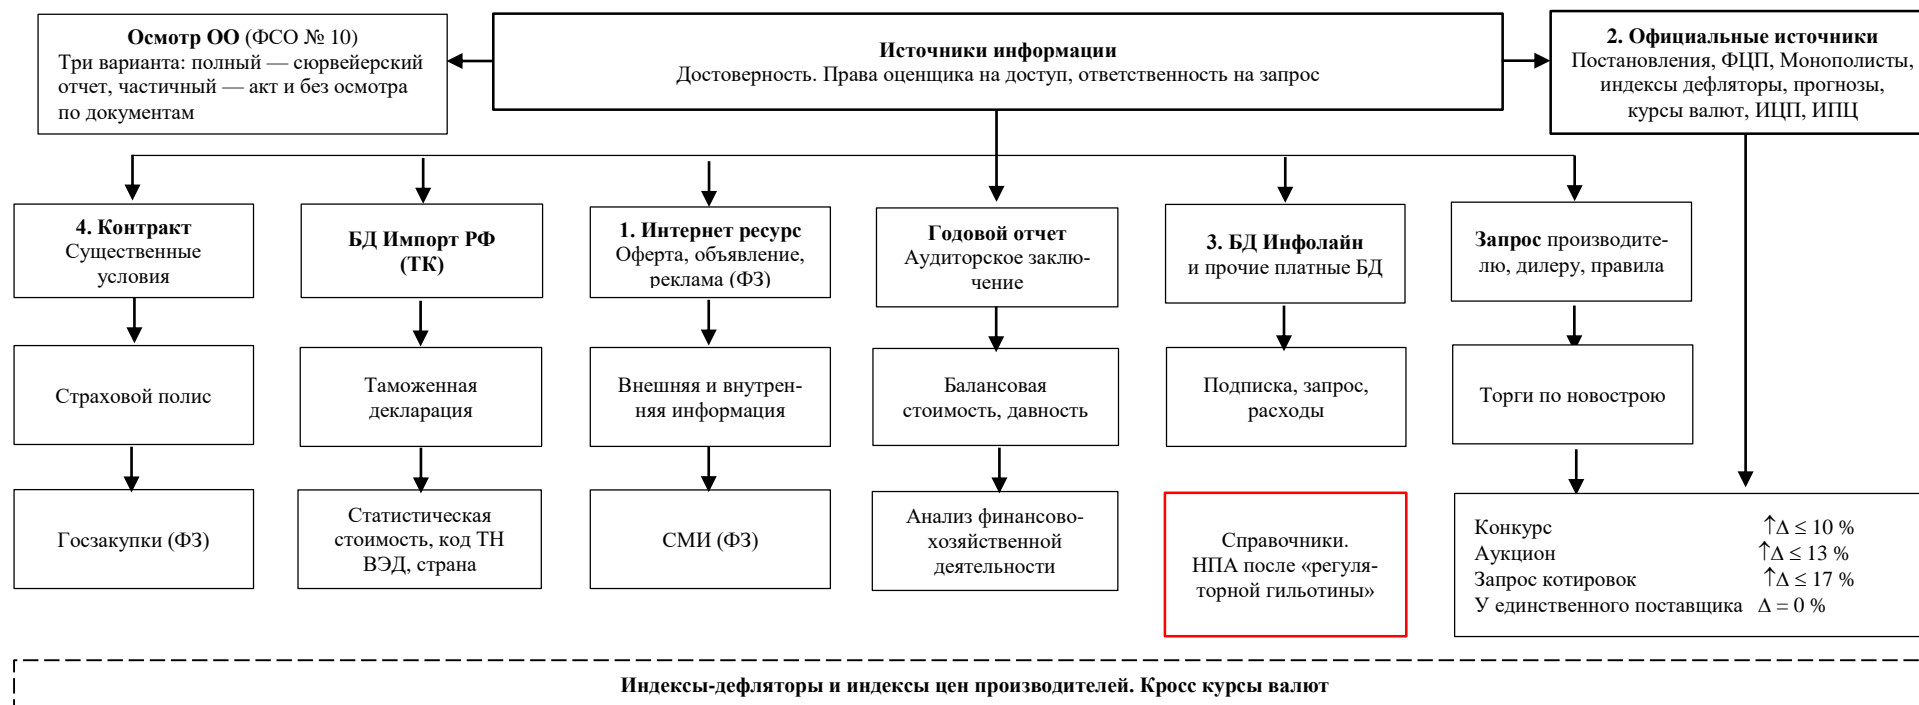 Осмотр ОО (ФСО № 10)
Три варианта: полный — сюрвейерский
отчет, частичный — акт и без осмотра
по документам
Источники информации
Достоверность. Права оценщика на доступ, ответственность на запрос
2. Официальные источники
Постановления, ФЦП, Монополисты,
индексы дефляторы, прогнозы,
курсы валют, ИЦП, ИПЦ
4. Контракт
Существенные
условия
БД Импорт РФ
(ТК)
1. Интернет ресурс
Оферта, объявление,
реклама (ФЗ)
Годовой отчет
Аудиторское заклю-
чение
3. БД Инфолайн
и прочие платные БД
Запрос производите-
лю, дилеру, правила
Страховой полис
Таможенная
декларация
Внешняя и внутрен-
няя информация
Балансовая
стоимость, давность
Подписка, запрос,
расходы
Торги по новострою
Госзакупки (ФЗ)
Статистическая
стоимость, код ТН
ВЭД, страна
СМИ (ФЗ)
Анализ финансово-
хозяйственной
деятельности
Справочники.
НПА после «регуля-
торной гильотины»
Конкурс ↑Δ ≤ 10 %
Аукцион ↑Δ ≤ 13 %
Запрос котировок ↑Δ ≤ 17 %
У единственного поставщика Δ = 0 %
Индексы-дефляторы и индексы цен производителей. Кросс курсы валют